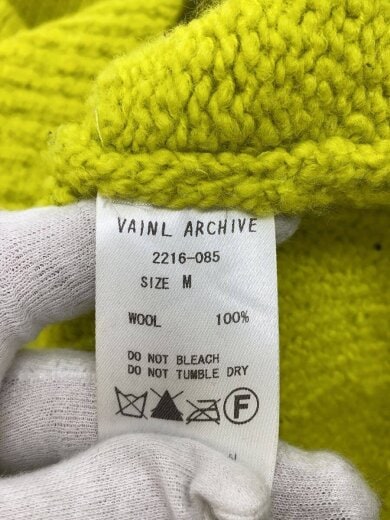 VAINL ARCHIVE
2216-085
SIZE M
WOOL 100%
DO NOT BLEACH
DO NOT TUMBLE DRY
F